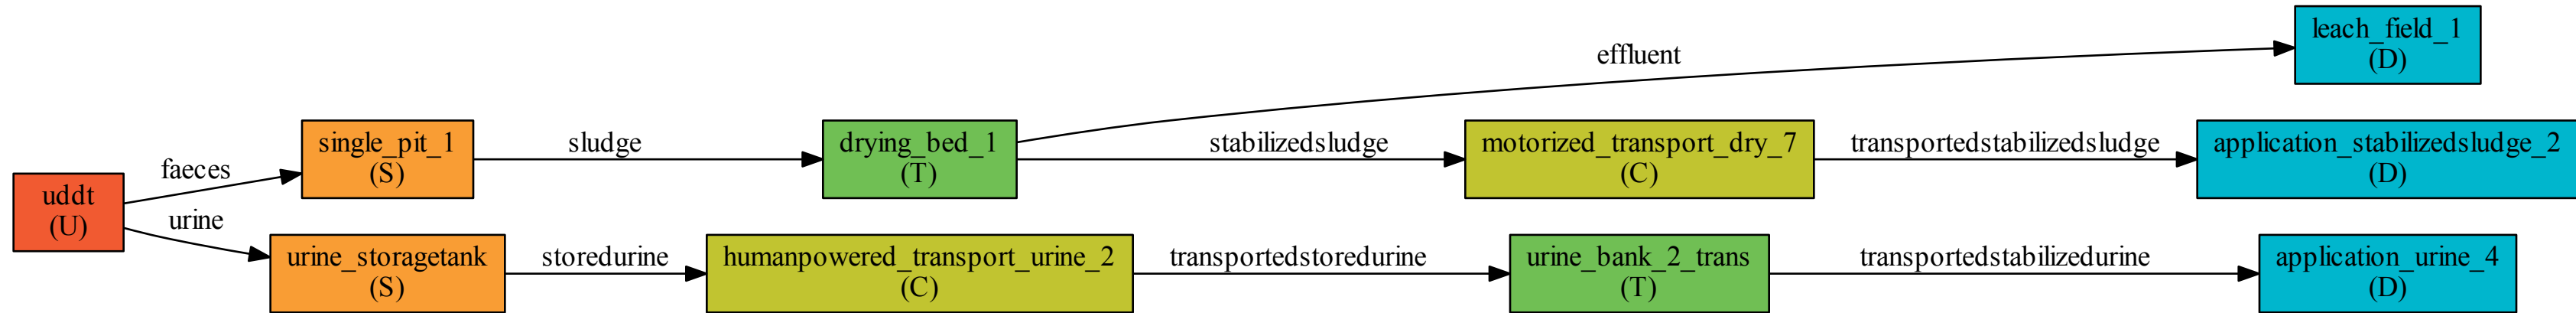 leach_field_1
(D)
effluent
single_pit_1
(S)
sludge
drying_bed_1
(T)
stabilizedsludge
motorized_transport_dry_7
(C)
transportedstabilizedsludge
application_stabilizedsludge_2
(D)
faeces
uddt
(U)
urine
urine_storagetank
(S)
storedurine
humanpowered_transport_urine_2
(C)
transportedstoredurine
urine_bank_2_trans
(T)
transportedstabilizedurine
application_urine_4
(D)